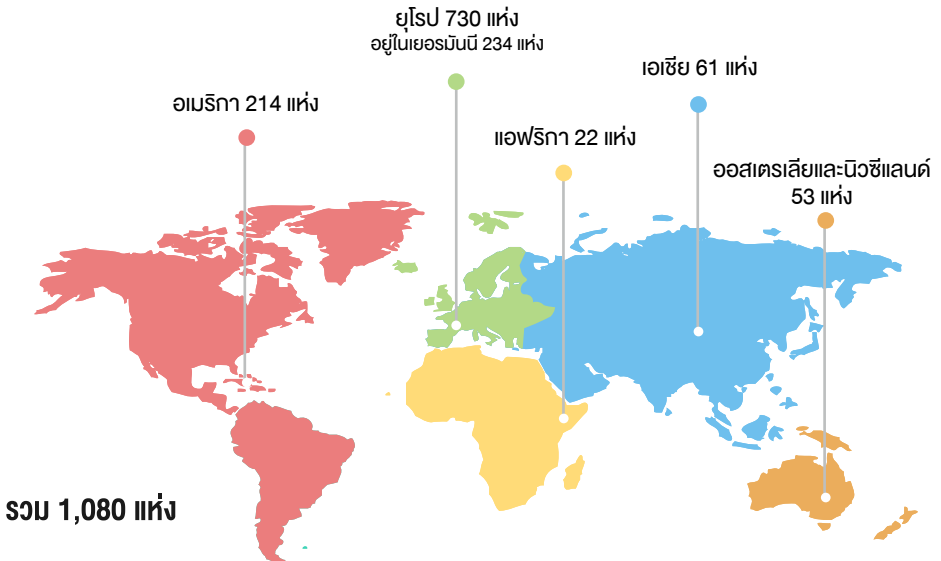 ยุโรป 730 แห่ง
อยู่ในเยอรมันนี 234 แห่ง
เอเชีย 61 แห่ง
อเมริกา 214 แห่ง
แอฟริกา 22 แห่ง
ออสเตรเลียและนิวซีแลนด์
53 แห่ง
รวม 1,080 แห่ง